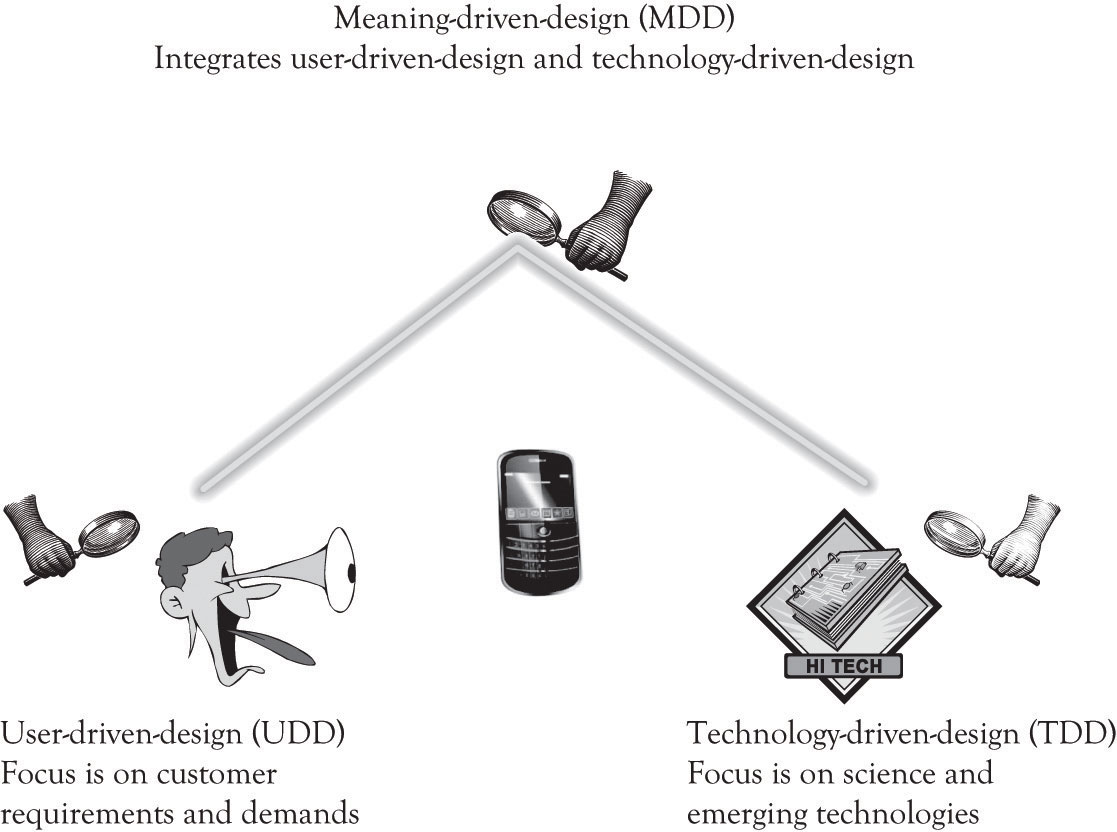 Meaning-driven-design (MDD)
Integrates user-driven-design and technology-driven-design
HI TECH
User-driven-design (UDD)
Focus is on customer
requirements and demands
Technology-driven-design (TDD)
Focus is on science and
emerging technologies